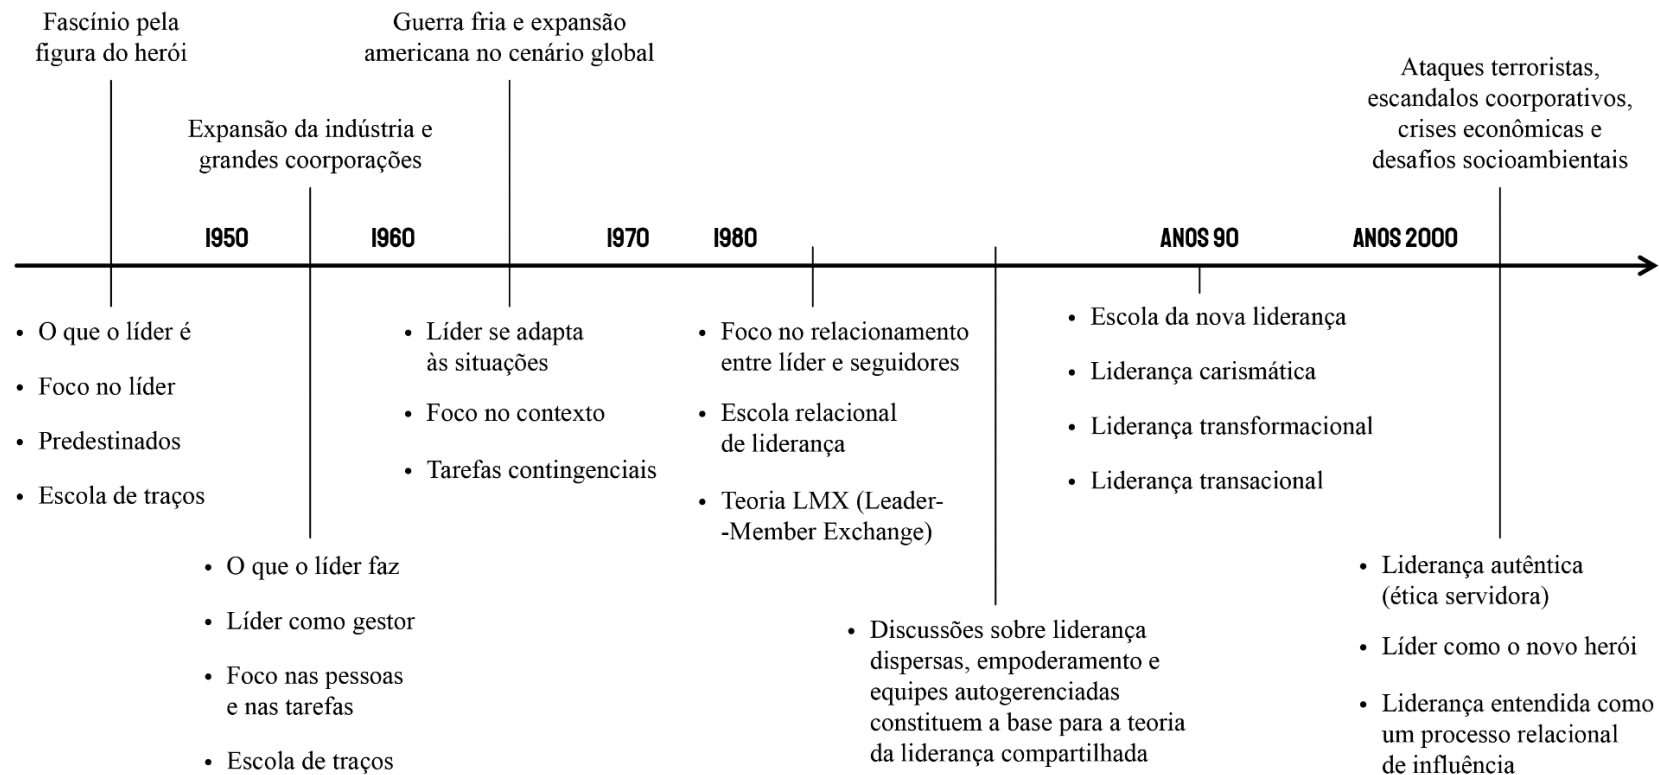 Fascínio pela
figura do herói
Expansão da indústria e
grandes coorporações
Guerra fria e expansão
americana no cenário global
Ataques terroristas,
escandalos coorporativos,
crises econômicas e
desafios socioambientais
1950
1960
1970
1980
ANOS 90
ANOS 2000
• O que o líder é
• Foco no líder
• Predestinados
• Escola de traços
• O que o líder faz
• Líder como gestor
• Foco nas pessoas
e nas tarefas
• Escola de traços
• Líder se adapta
às situações
• Foco no contexto
• Tarefas contingenciais
• Foco no relacionamento
entre líder e seguidores
• Escola relacional
de liderança
• Teoria LMX (Leader-
-Member Exchange)
• Discussões sobre liderança
dispersas, empoderamento e
equipes autogerenciadas
constituem a base para a teoria
da liderança compartilhada
• Escola da nova liderança
• Liderança carismática
• Liderança transformacional
• Liderança transacional
• Liderança autêntica
(ética servidora)
• Líder como o novo herói
• Liderança entendida como
um processo relacional
de influência